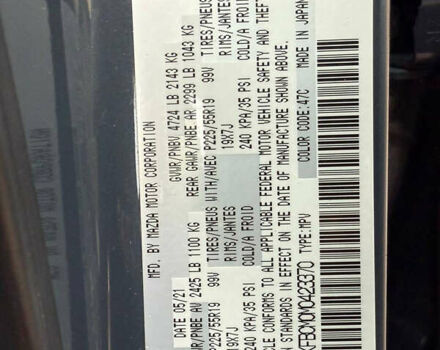 MFD. BY MAZDA MOTOR CORPORATION
DATE 05/21 GVWR/PNBV 4724 LB 2143 KG
/PNBE AV 2425 LB 1100 KG REAR GAWR/PNBE AR 2299 LB 1043 KG
P225/55R19 99V TIRES/PNEUS WITH/AVEC P225/55R19 99V TIRES/PNEUS
19X7J RIMS/JANTES 19X7J RIMS/JANTES
240 KPA/35 PSI COLD/A FROID 240 KPA/35 PSI COLD/A FROID
CONFORMS TO ALL APPLICABLE FEDERAL MOTOR VEHICLE SAFETY AND THEFT
STANDARDS IN EFFECT ON THE DATE OF MANUFACTURE SHOWN ABOVE.
COLOR CODE: 47C MADE IN JAPAN
KFBCM0M0423370 TYPE: MPV